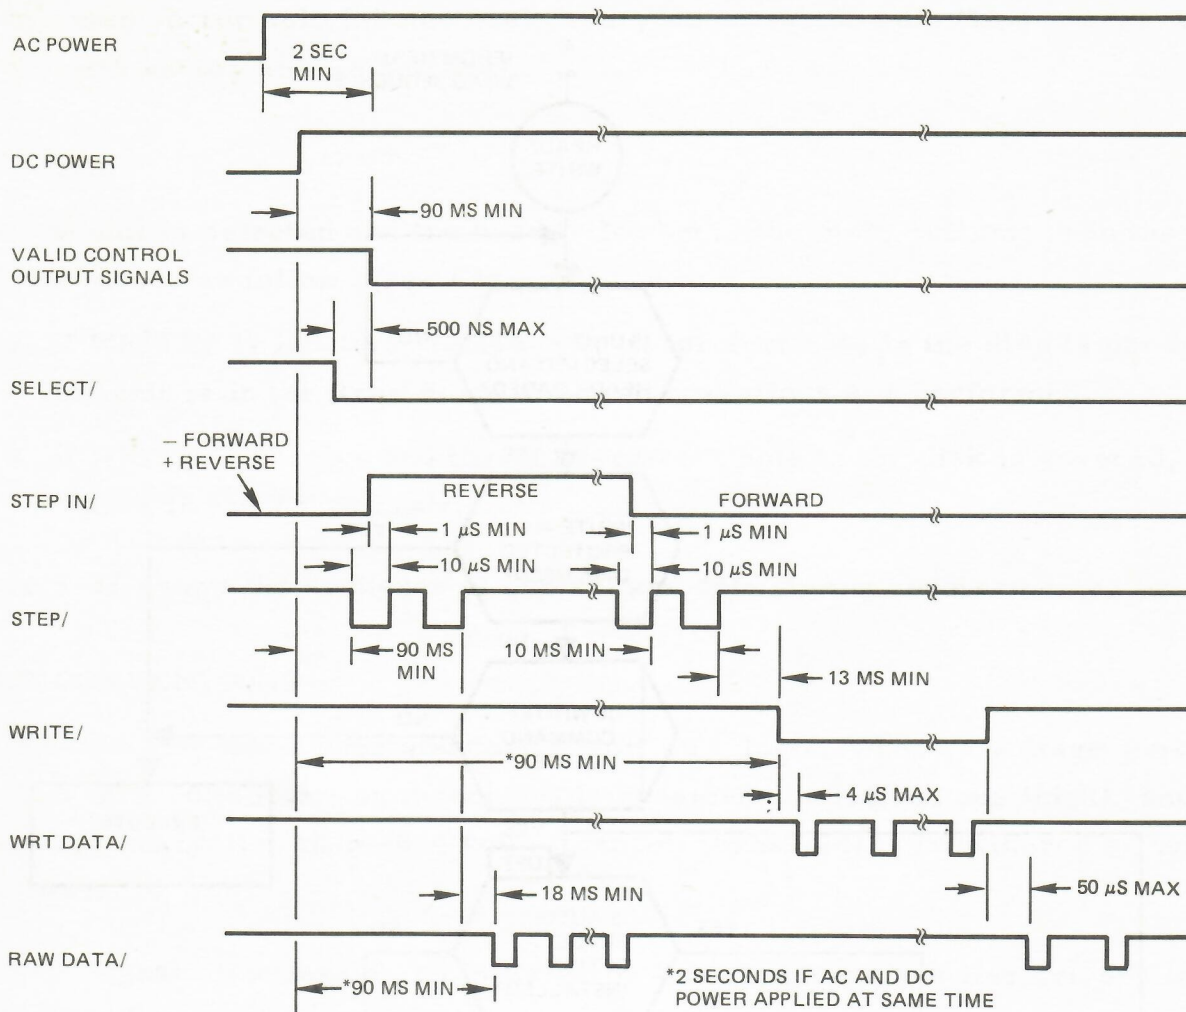 AC POWER
2 SEC
MIN
DC POWER
90 MS MIN
VALID CONTROL
OUTPUT SIGNALS
500 NS MAX
SELECT/
– FORWARD
+ REVERSE
STEP IN/
REVERSE
FORWARD
1 µS MIN
1 µS MIN
10 µS MIN
10 µS MIN
STEP/
90 MS
MIN
10 MS MIN
13 MS MIN
WRITE/
*90 MS MIN
4 µS MAX
WRT DATA/
18 MS MIN
50 µS MAX
RAW DATA/
*90 MS MIN
*2 SECONDS IF AC AND DC
POWER APPLIED AT SAME TIME